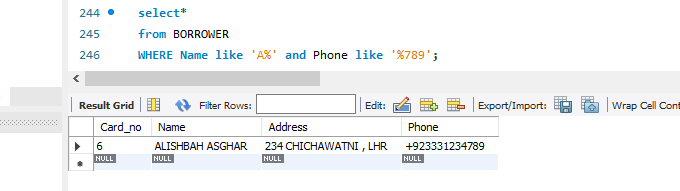 244 select*
245 from BORROWER
246 WHERE Name like 'A%' and Phone like '%789';
Result Grid Filter Rows: Edit: Export/Import: Wrap Cell Cont
Card_no Name Address Phone
6 ALISHBAH ASGHAR 234 CHICHAWATNI , LHR +923331234789
NULL NULL NULL NULL